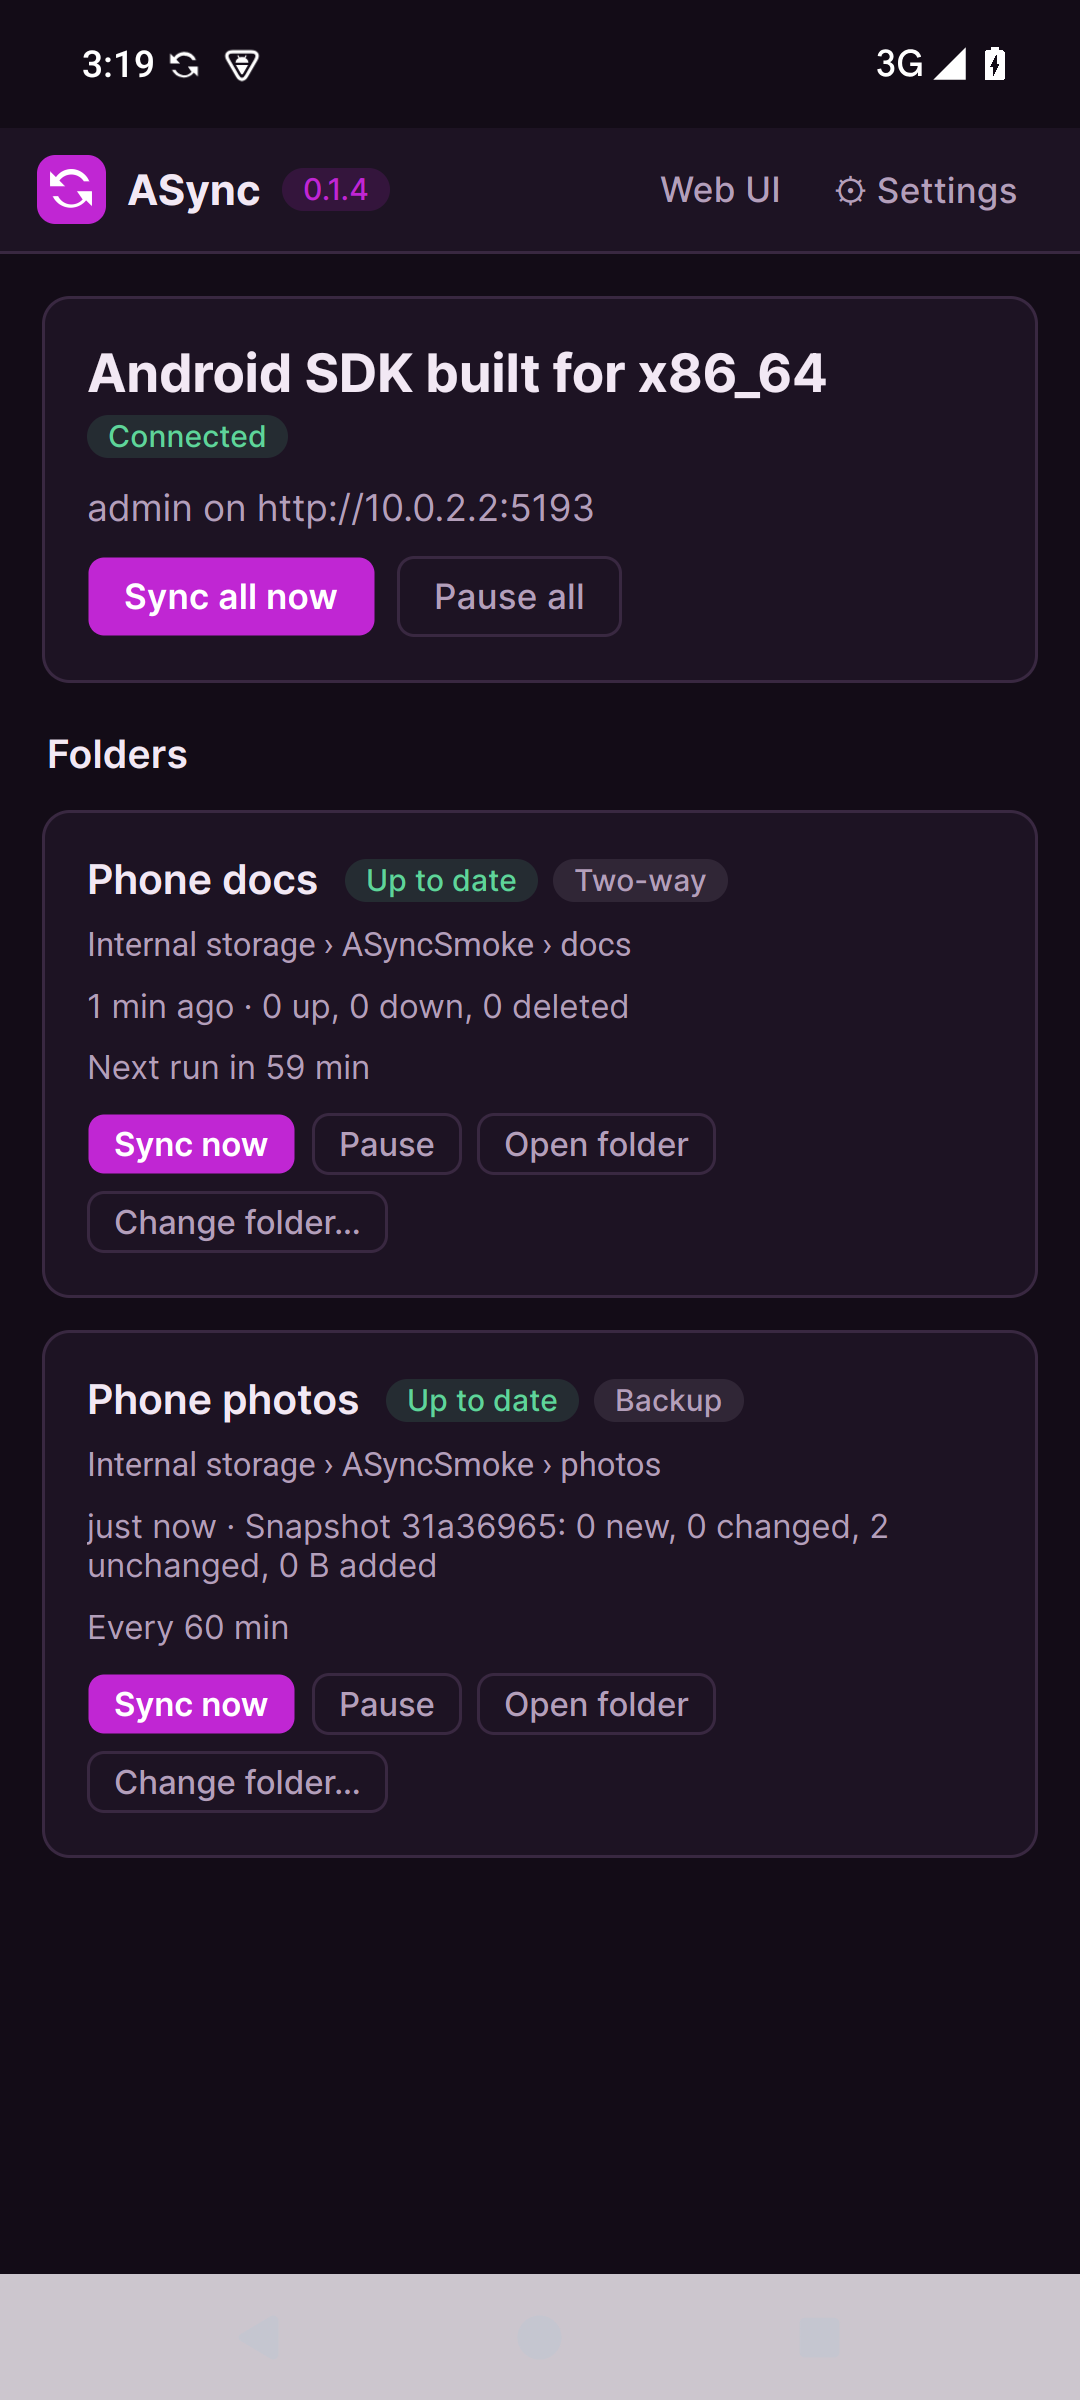 3:19
3G
ASync 0.1.4 Web UI Settings
Android SDK built for x86_64
Connected
admin on http://10.0.2.2:5193
Sync all now Pause all
Folders
Phone docs Up to date Two-way
Internal storage › ASyncSmoke › docs
1 min ago · 0 up, 0 down, 0 deleted
Next run in 59 min
Sync now Pause Open folder
Change folder...
Phone photos Up to date Backup
Internal storage › ASyncSmoke › photos
just now · Snapshot 31a36965: 0 new, 0 changed, 2
unchanged, 0 B added
Every 60 min
Sync now Pause Open folder
Change folder...